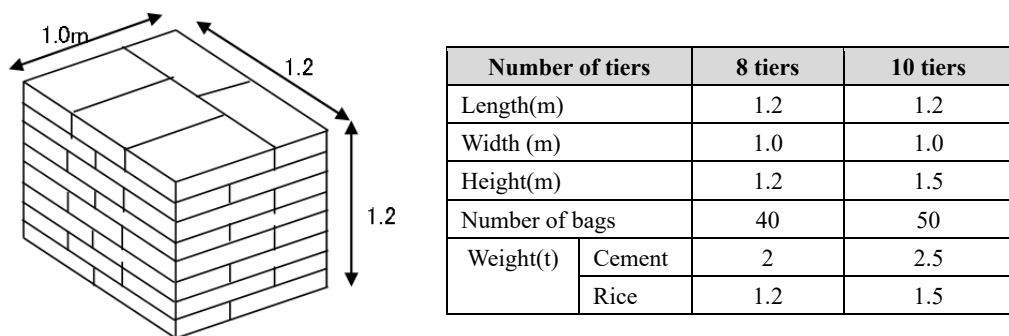 1.0m
1.2
1.2
Number of tiers 8 tiers 10 tiers
Length(m) 1.2 1.2
Width (m) 1.0 1.0
Height(m) 1.2 1.5
Number of bags 40 50
Weight(t) Cement 2 2.5
Rice 1.2 1.5